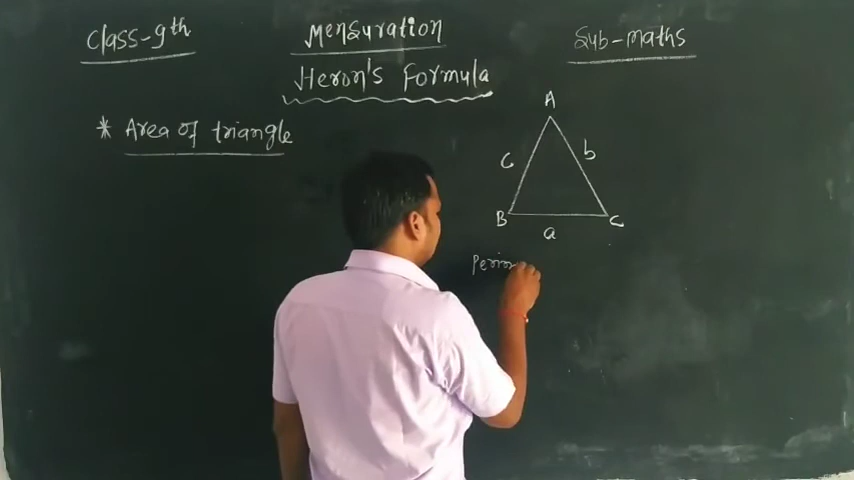 Class-9th
Mensuration
Sub-maths
Heron's Formula
* Area of triangle
A
c
b
B
C
a
Perim